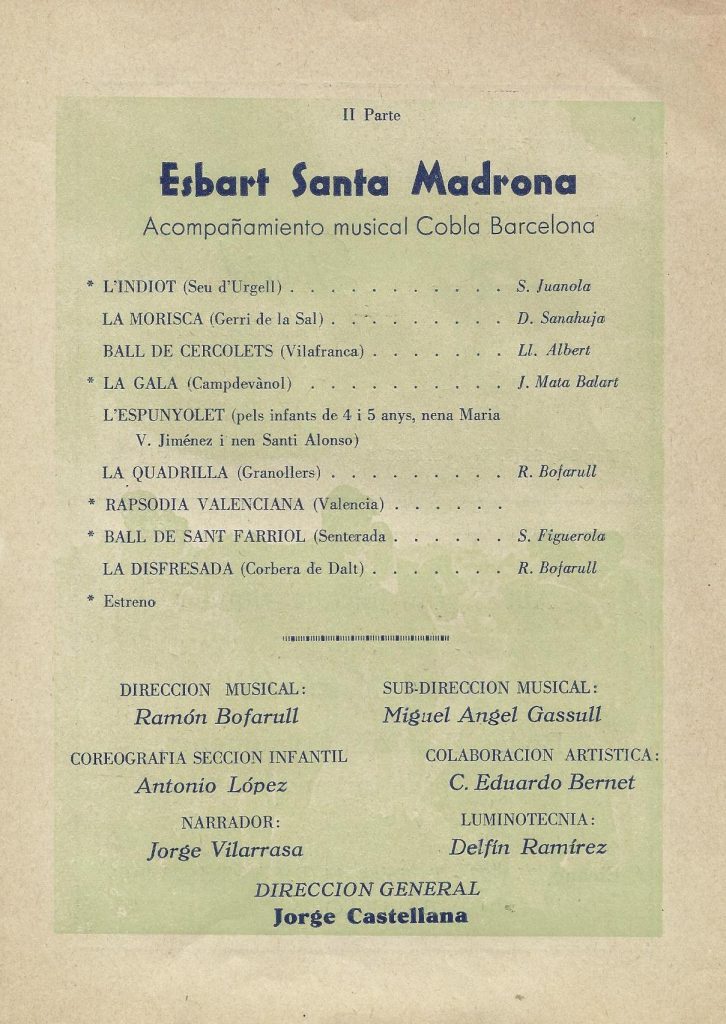 II Parte
Esbart Santa Madrona
Acompañamiento musical Cobla Barcelona
* L'INDIOT (Seu d'Urgell) . . . . . . . . . . . S. Juanola
LA MORISCA (Gerri de la Sal) . . . . . . . . . D. Sanahuja
BALL DE CERCOLETS (Vilafranca) . . . . . . . Ll. Albert
* LA GALA (Campdevànol) . . . . . . . . . . J. Mata Balart
L'ESPUNYOLET (pels infants de 4 i 5 anys, nena Maria
V. Jiménez i nen Santi Alonso)
LA QUADRILLA (Granollers) . . . . . . . . . R. Bofarull
* RAPSODIA VALENCIANA (Valencia) . . . . . .
* BALL DE SANT FARRIOL (Senterada . . . . . . S. Figuerola
LA DISFRESADA (Corbera de Dalt) . . . . . . . R. Bofarull
* Estreno
DIRECCION MUSICAL:
Ramón Bofarull
SUB-DIRECCION MUSICAL:
Miguel Angel Gassull
COREOGRAFIA SECCION INFANTIL
Antonio López
COLABORACION ARTISTICA:
C. Eduardo Bernet
NARRADOR:
Jorge Vilarrasa
LUMINOTECNIA:
Delfín Ramírez
DIRECCION GENERAL
Jorge Castellana